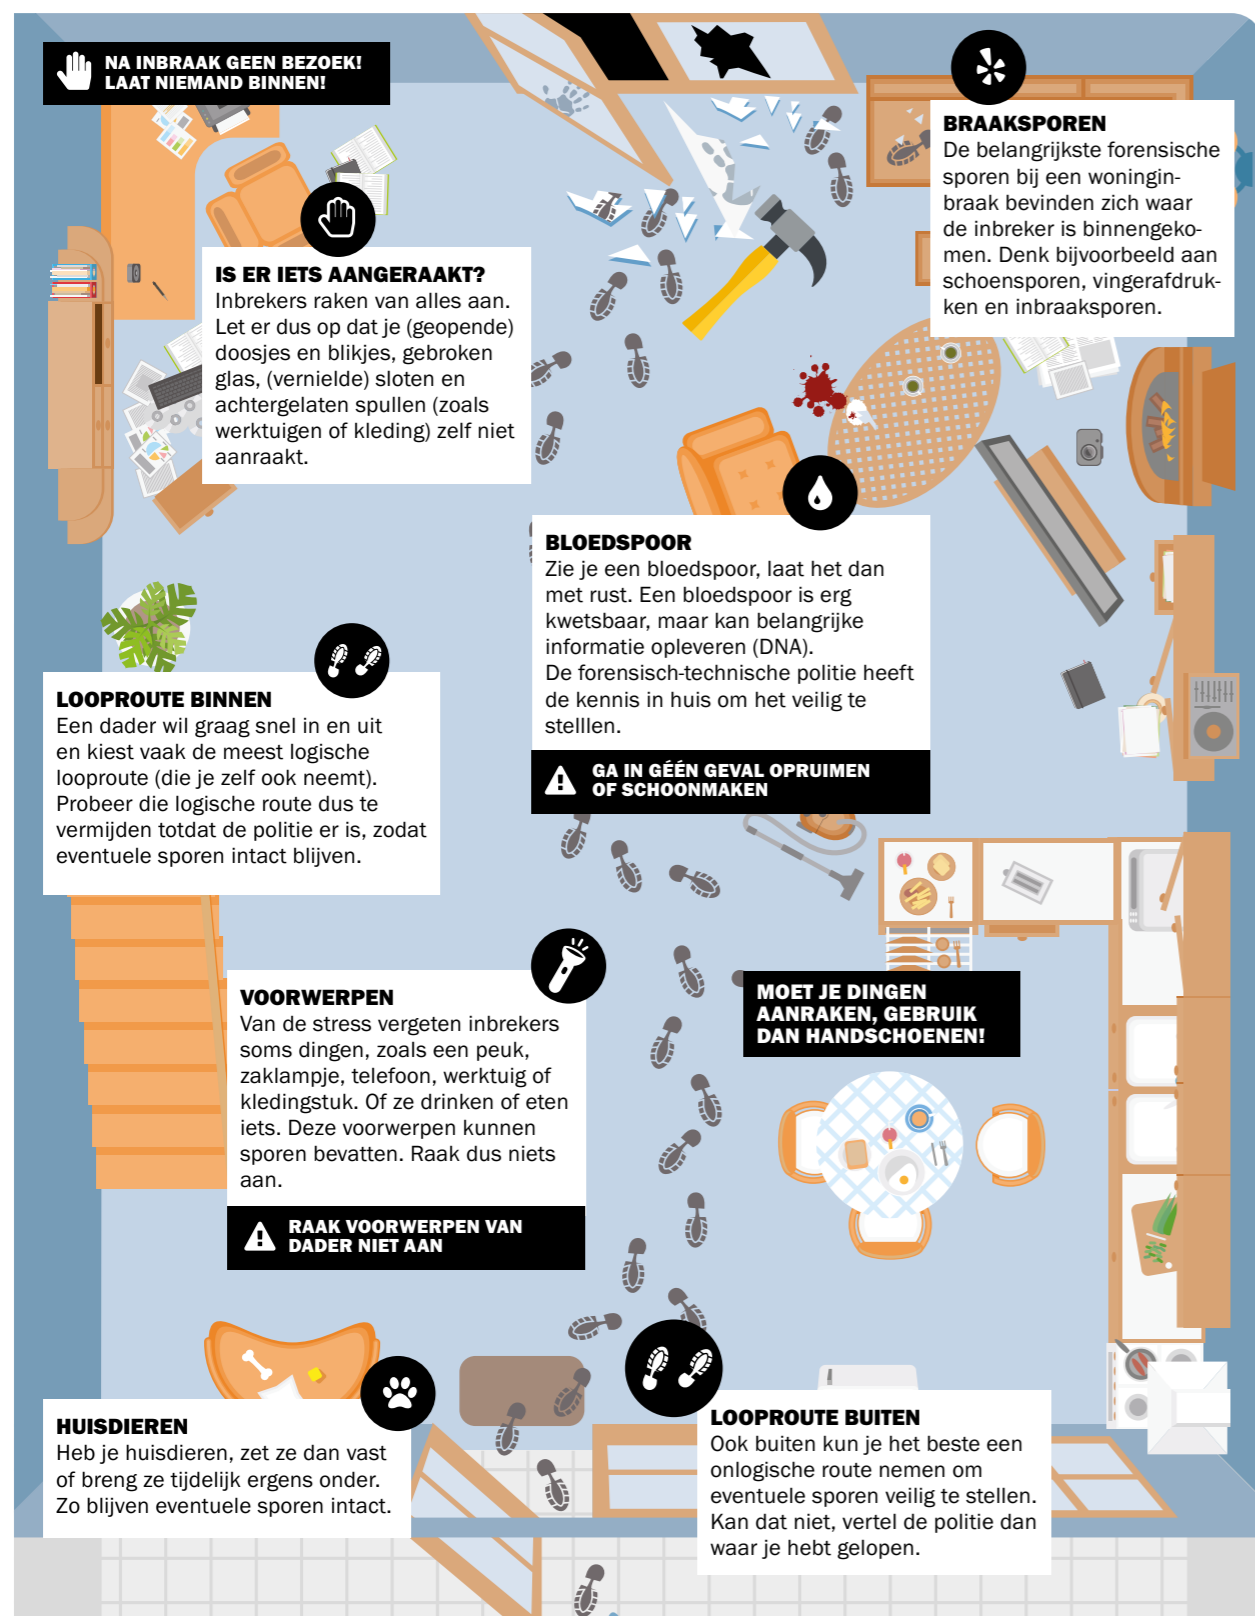 NA INBRAAK GEEN BEZOEK!
LAAT NIEMAND BINNEN!
BRAAKSPOREN
De belangrijkste forensische
sporen bij een woningin-
braak bevinden zich waar
de inbreker is binnengeko-
men. Denk bijvoorbeeld aan
schoensporen, vingerafdruk-
ken en inbraaksporen.
IS ER IETS AANGERAAKT?
Inbrekers raken van alles aan.
Let er dus op dat je (geopende)
doosjes en blikjes, gebroken
glas, (vernielde) sloten en
achtergelaten spullen (zoals
werktuigen of kleding) zelf niet
aanraakt.
BLOEDSPOOR
Zie je een bloedspoor, laat het dan
met rust. Een bloedspoor is erg
kwetsbaar, maar kan belangrijke
informatie opleveren (DNA).
De forensisch-technische politie heeft
de kennis in huis om het veilig te
stelllen.
GA IN GÉÉN GEVAL OPRUIMEN
OF SCHOONMAKEN
LOOPROUTE BINNEN
Een dader wil graag snel in en uit
en kiest vaak de meest logische
looproute (die je zelf ook neemt).
Probeer die logische route dus te
vermijden totdat de politie er is, zodat
eventuele sporen intact blijven.
VOORWERPEN
Van de stress vergeten inbrekers
soms dingen, zoals een peuk,
zaklampje, telefoon, werktuig of
kledingstuk. Of ze drinken of eten
iets. Deze voorwerpen kunnen
sporen bevatten. Raak dus niets
aan.
RAAK VOORWERPEN VAN
DADER NIET AAN
MOET JE DINGEN
AANRAKEN, GEBRUIK
DAN HANDSCHOENEN!
HUISDIEREN
Heb je huisdieren, zet ze dan vast
of breng ze tijdelijk ergens onder.
Zo blijven eventuele sporen intact.
LOOPROUTE BUITEN
Ook buiten kun je het beste een
onlogische route nemen om
eventuele sporen veilig te stellen.
Kan dat niet, vertel de politie dan
waar je hebt gelopen.